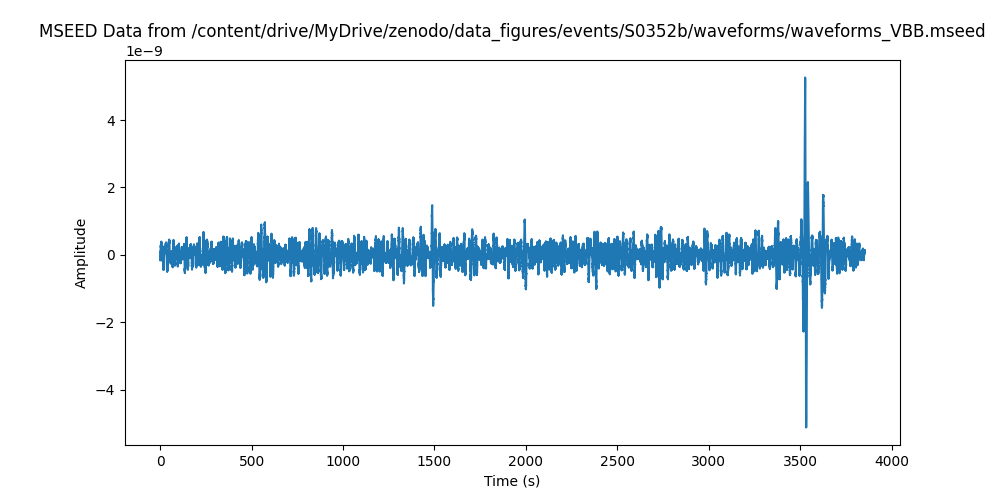 MSEED Data from /content/drive/MyDrive/zenodo/data_figures/events/S0352b/waveforms/waveforms_VBB.mseed
1e−9
4
2
0
−2
−4
Amplitude
0 500 1000 1500 2000 2500 3000 3500 4000
Time (s)